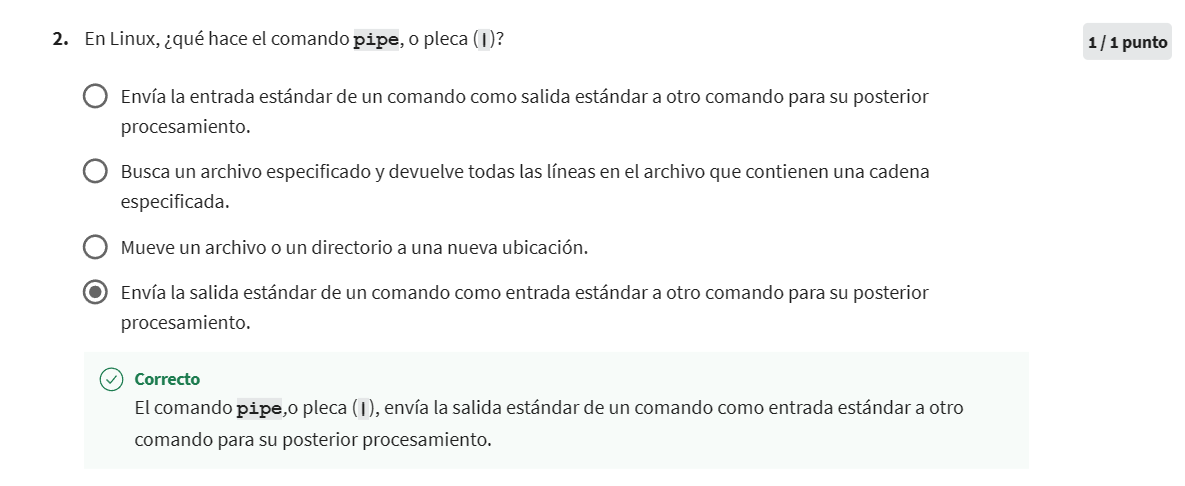 2. En Linux, ¿qué hace el comando pipe, o pleca (|)?
1 / 1 punto
Envía la entrada estándar de un comando como salida estándar a otro comando para su posterior
procesamiento.
Busca un archivo especificado y devuelve todas las líneas en el archivo que contienen una cadena
especificada.
Mueve un archivo o un directorio a una nueva ubicación.
Envía la salida estándar de un comando como entrada estándar a otro comando para su posterior
procesamiento.
Correcto
El comando pipe,o pleca (|), envía la salida estándar de un comando como entrada estándar a otro
comando para su posterior procesamiento.